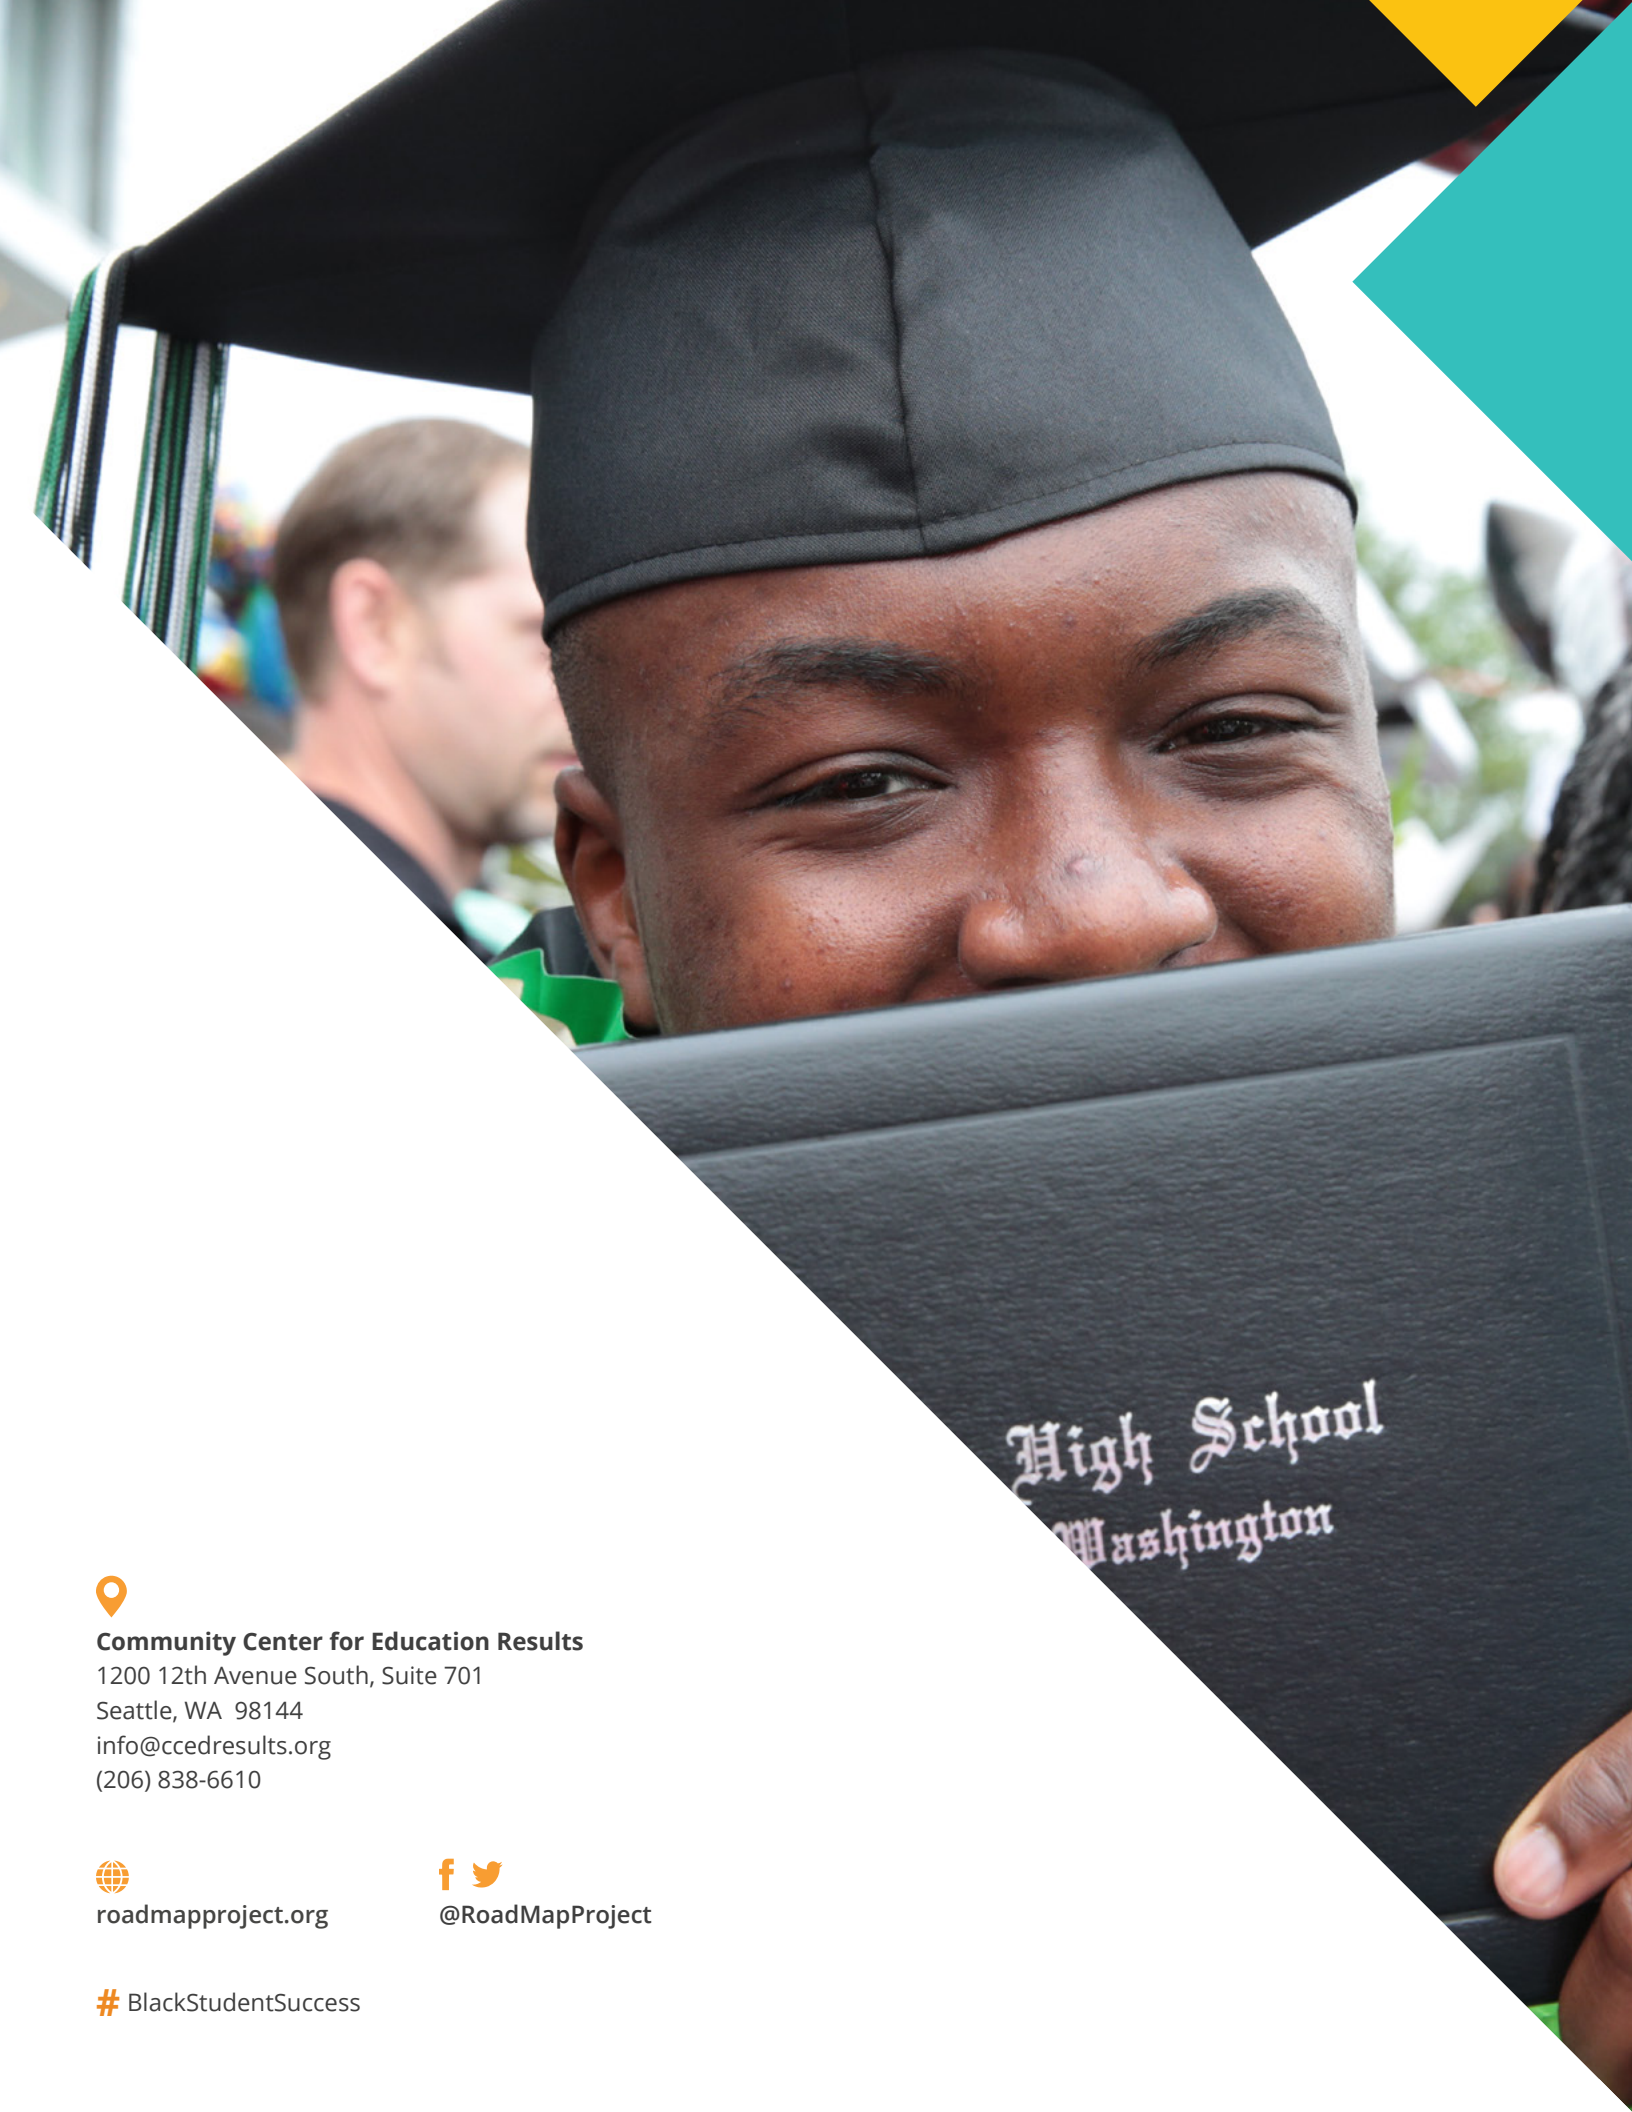 High School
Washington
Community Center for Education Results
1200 12th Avenue South, Suite 701
Seattle, WA  98144
info@ccedresults.org
(206) 838-6610
roadmapproject.org
@RoadMapProject
# BlackStudentSuccess